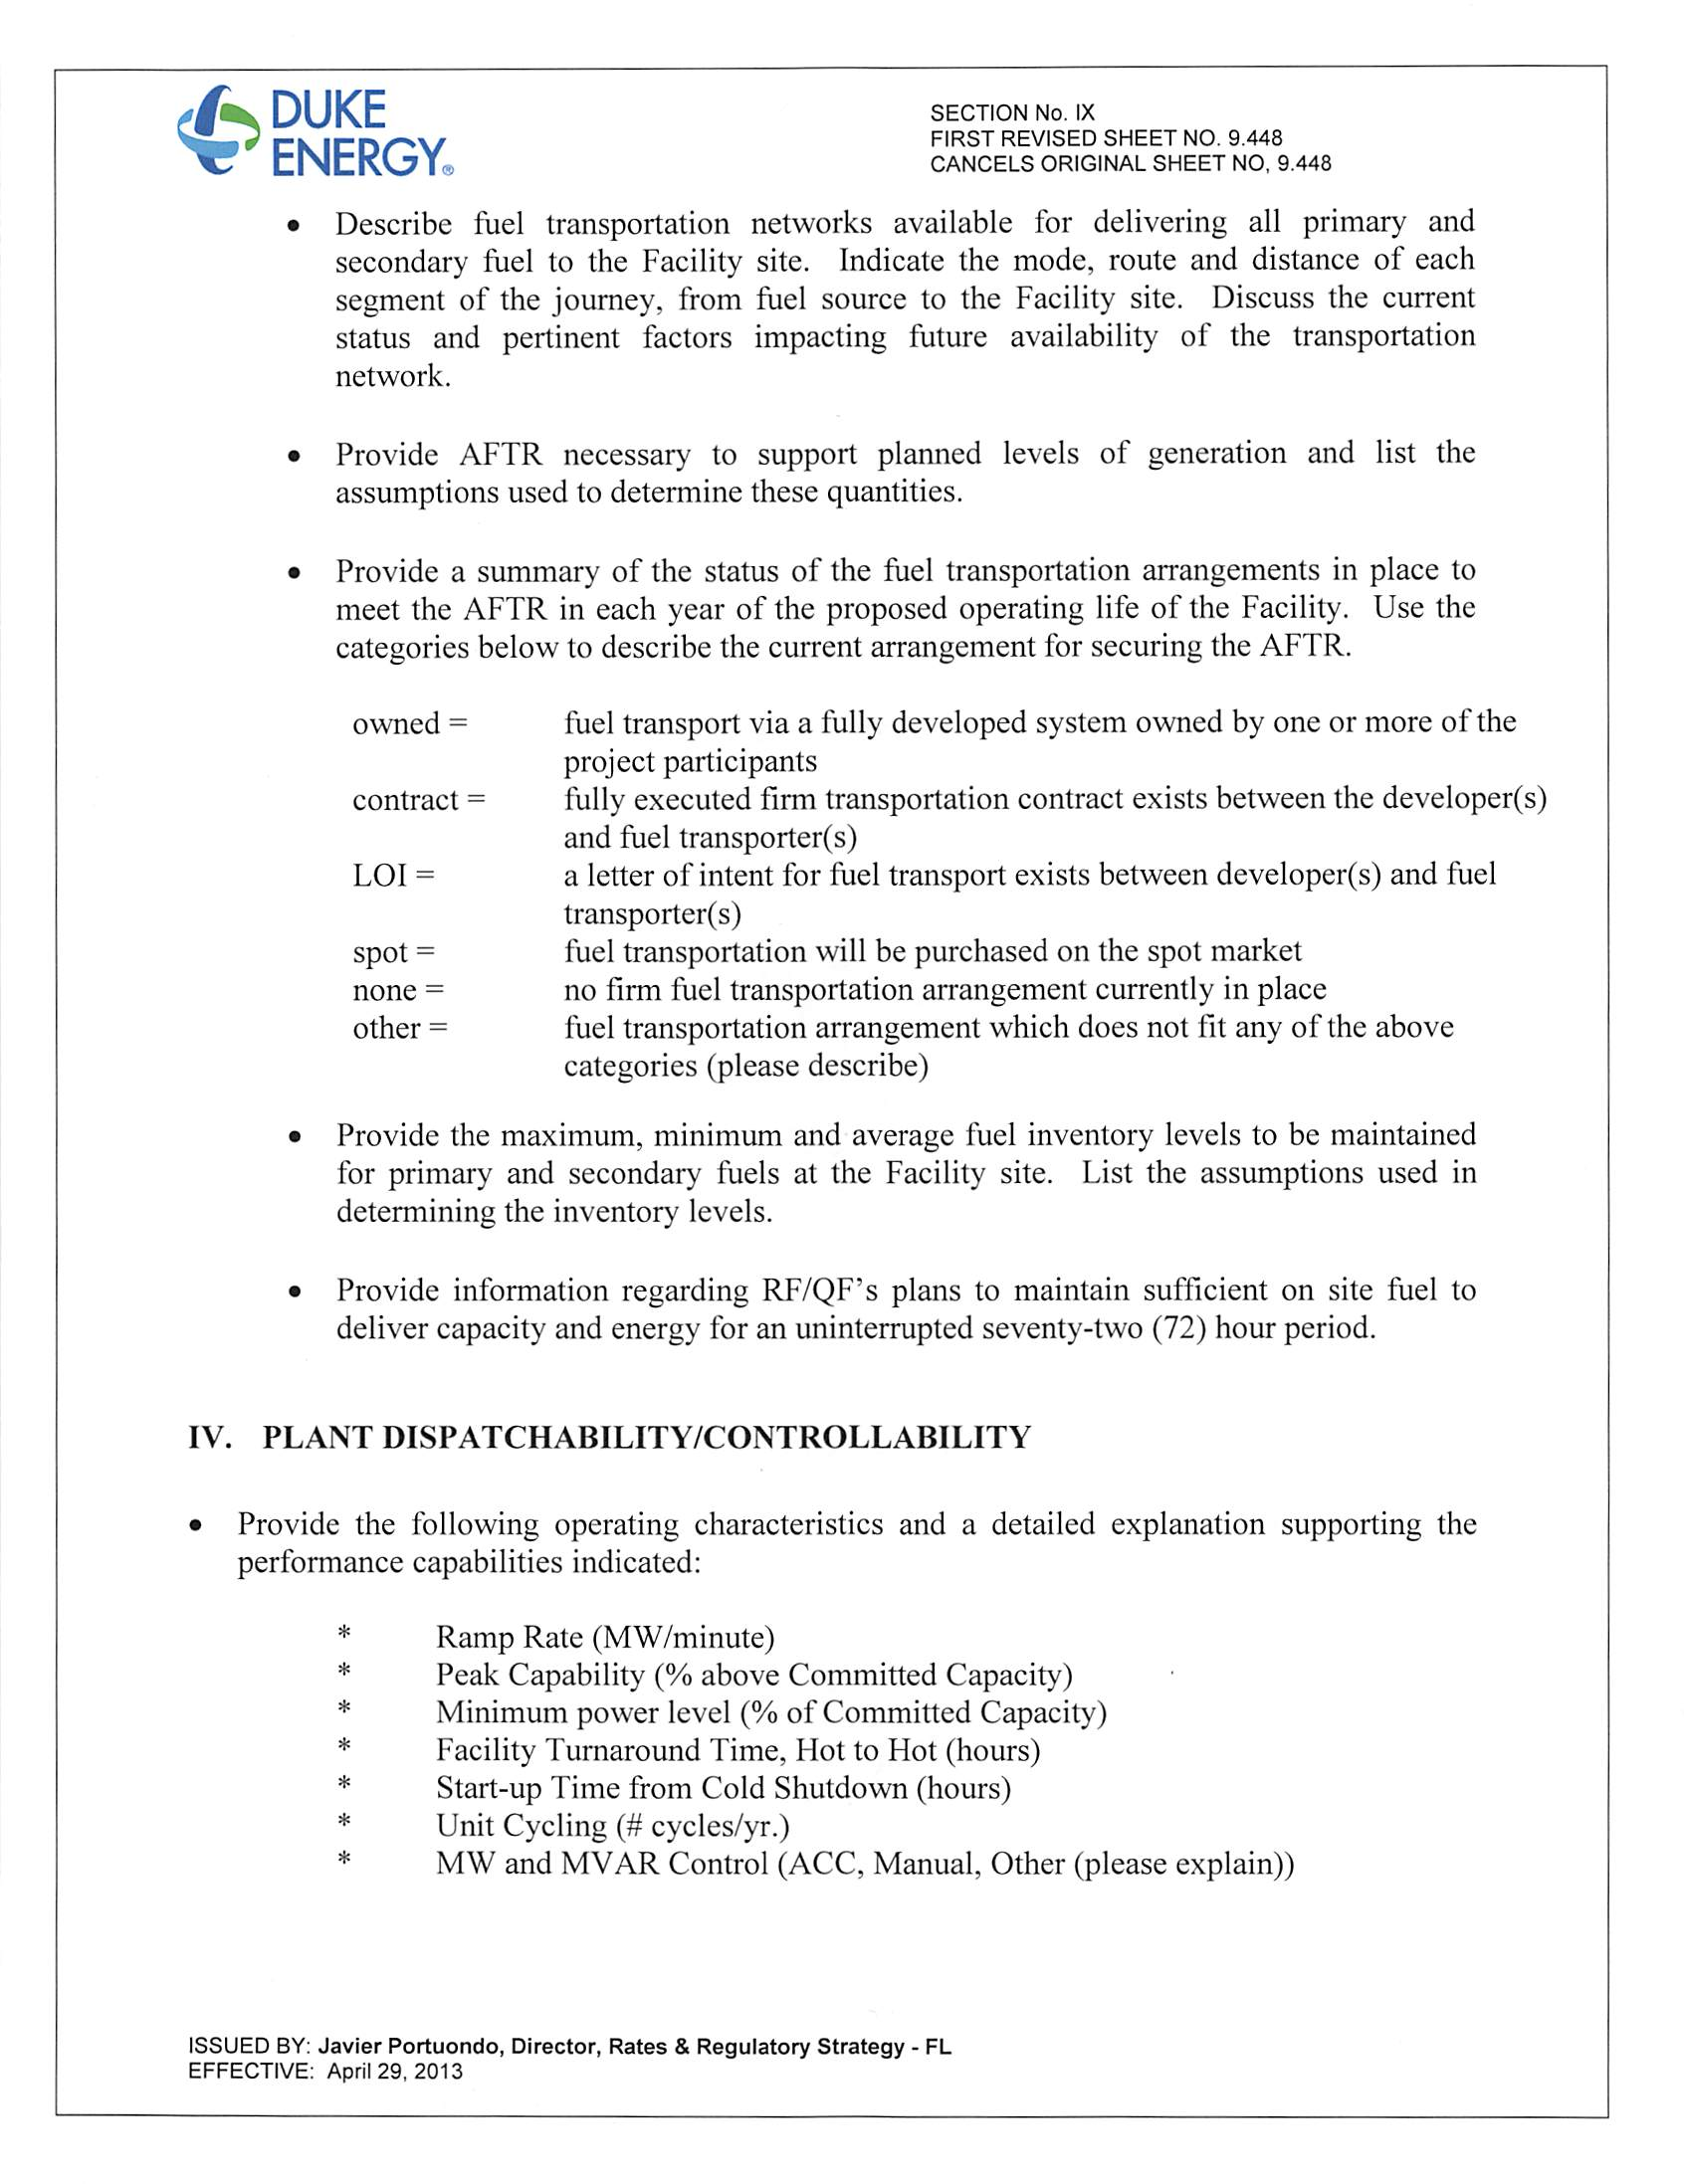 DUKE
ENERGY®
SECTION No. IX
FIRST REVISED SHEET NO. 9.448
CANCELS ORIGINAL SHEET NO, 9.448
• Describe fuel transportation networks available for delivering all primary and
secondary fuel to the Facility site. Indicate the mode, route and distance of each
segment of the journey, from fuel source to the Facility site. Discuss the current
status and pertinent factors impacting future availability of the transportation
network.
• Provide AFTR necessary to support planned levels of generation and list the
assumptions used to determine these quantities.
• Provide a summary of the status of the fuel transportation arrangements in place to
meet the AFTR in each year of the proposed operating life of the Facility. Use the
categories below to describe the current arrangement for securing the AFTR.
owned = fuel transport via a fully developed system owned by one or more of the
project participants
contract = fully executed firm transportation contract exists between the developer(s)
and fuel transporter(s)
LOI = a letter of intent for fuel transport exists between developer(s) and fuel
transporter(s)
spot = fuel transportation will be purchased on the spot market
none = no firm fuel transportation arrangement currently in place
other = fuel transportation arrangement which does not fit any of the above
categories (please describe)
• Provide the maximum, minimum and average fuel inventory levels to be maintained
for primary and secondary fuels at the Facility site. List the assumptions used in
determining the inventory levels.
• Provide information regarding RF/QF's plans to maintain sufficient on site fuel to
deliver capacity and energy for an uninterrupted seventy-two (72) hour period.
IV. PLANT DISPATCHABILITY/CONTROLLABILITY
• Provide the following operating characteristics and a detailed explanation supporting the
performance capabilities indicated:
* Ramp Rate (MW/minute)
* Peak Capability (% above Committed Capacity)
* Minimum power level (% of Committed Capacity)
* Facility Turnaround Time, Hot to Hot (hours)
* Start-up Time from Cold Shutdown (hours)
* Unit Cycling (# cycles/yr.)
* MW and MVAR Control (ACC, Manual, Other (please explain))
ISSUED BY: Javier Portuondo, Director, Rates & Regulatory Strategy - FL
EFFECTIVE: April 29, 2013